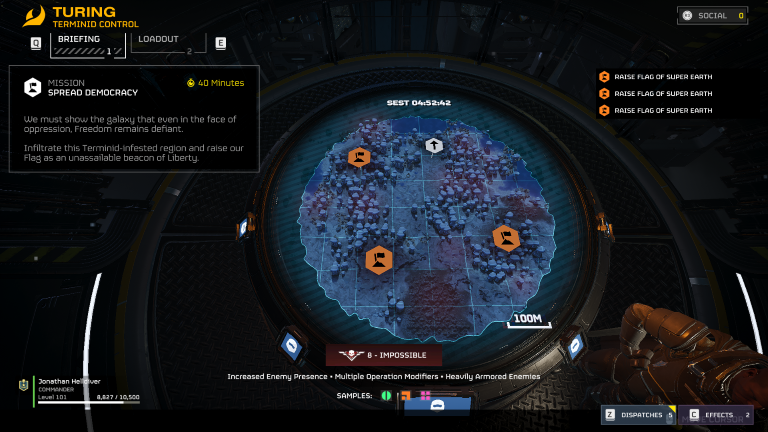 TURING
TERMINID CONTROL
SOCIAL 0
Q
BRIEFING
1
LOADOUT
2
E
MISSION
SPREAD DEMOCRACY
40 Minutes
We must show the galaxy that even in the face of
oppression, Freedom remains defiant.
Infiltrate this Terminid-infested region and raise our
Flag as an unassailable beacon of Liberty.
RAISE FLAG OF SUPER EARTH
RAISE FLAG OF SUPER EARTH
RAISE FLAG OF SUPER EARTH
SEST 04:52:42
100M
8 - IMPOSSIBLE
Increased Enemy Presence • Multiple Operation Modifiers • Heavily Armored Enemies
SAMPLES:
Jonathan Helldiver
COMMANDER
Level 101
8,827 / 10,500
Z
DISPATCHES
5
C
EFFECTS
2
CURSOR